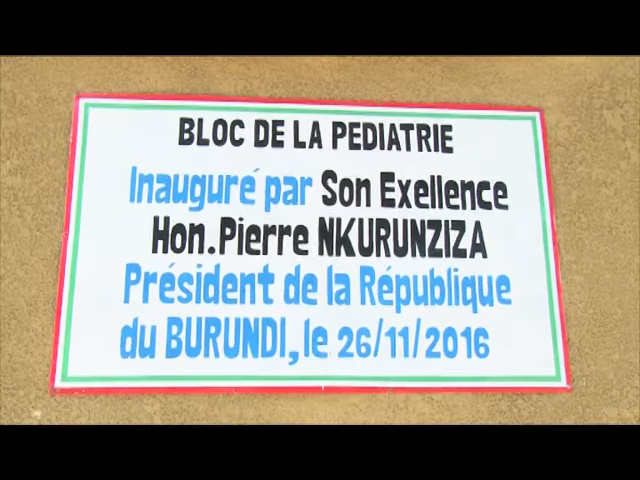 BLOC DE LA PEDIATRIE
Inauguré par Son Exellence
Hon.Pierre NKURUNZIZA
Président de la République
du BURUNDI, le 26/11/2016